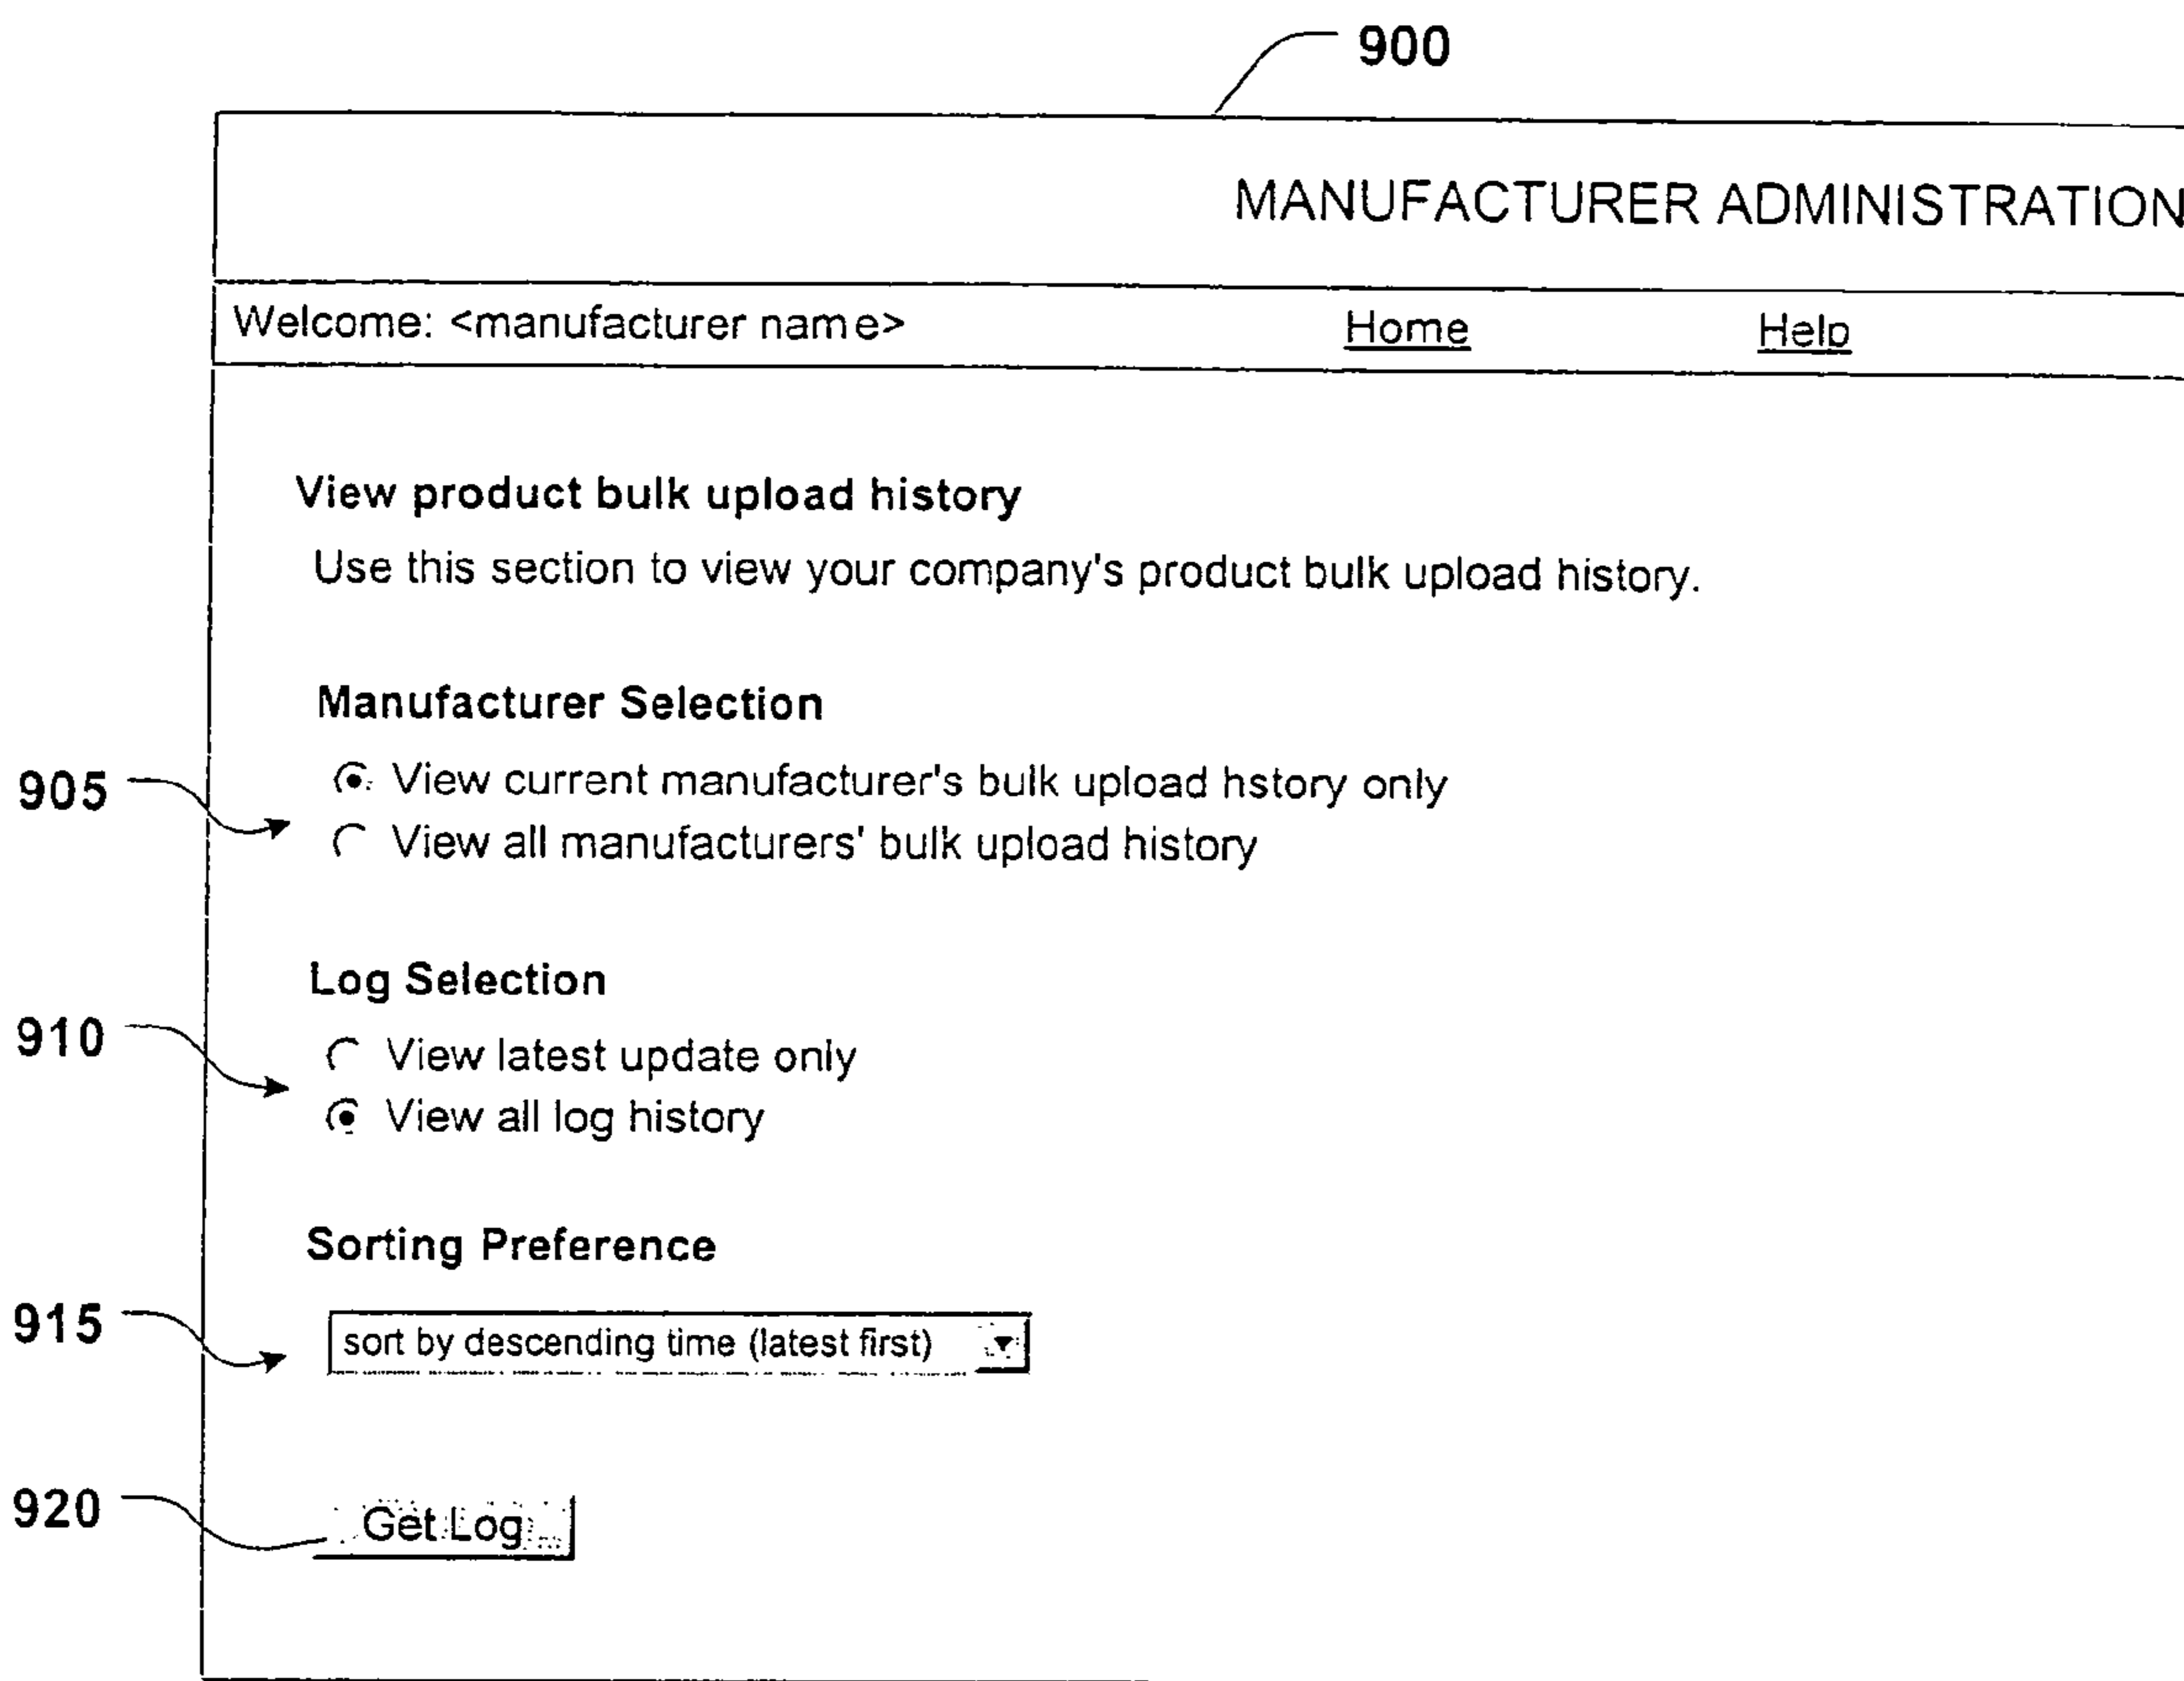 900
MANUFACTURER ADMINISTRATION
Welcome: <manufacturer name> Home Help
View product bulk upload history
Use this section to view your company's product bulk upload history.
Manufacturer Selection
905
View current manufacturer's bulk upload hstory only
View all manufacturers' bulk upload history
Log Selection
910
View latest update only
View all log history
Sorting Preference
915
sort by descending time (latest first)
920
Get Log